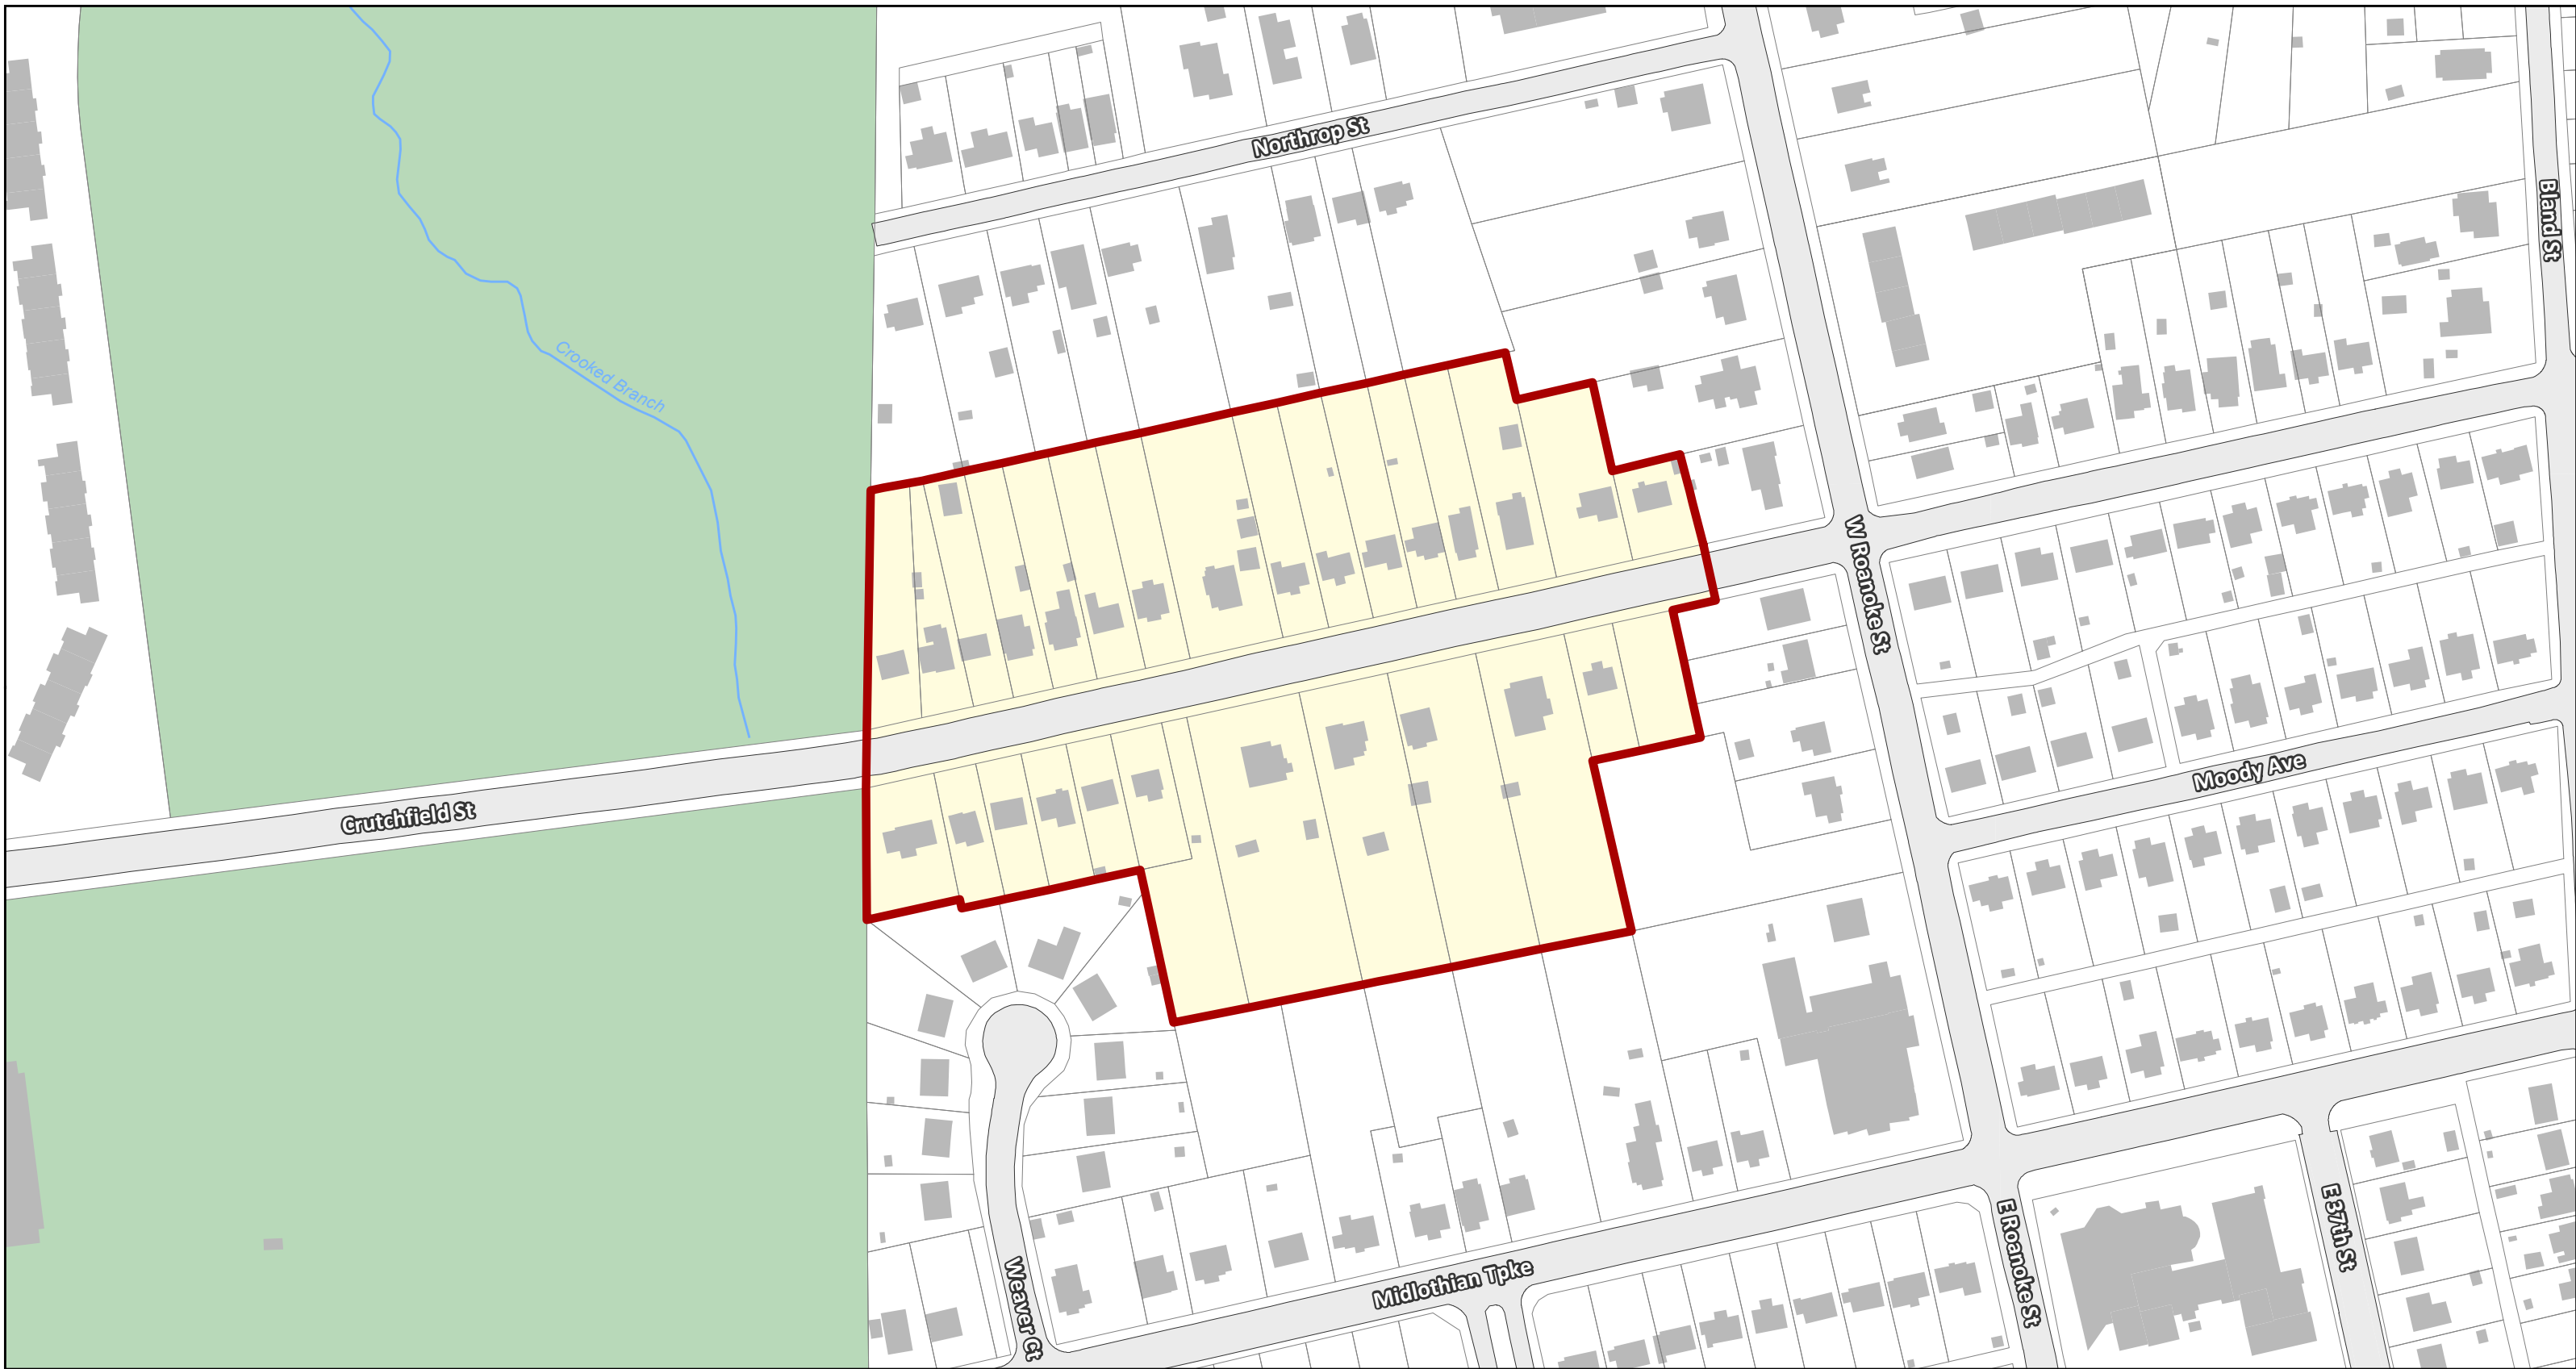 Northrop St
Bland St
Crooked Branch
W Roanoke St
Moody Ave
Crutchfield St
E 37th St
E Roanoke St
Midlothian Tpke
Weaver Ct